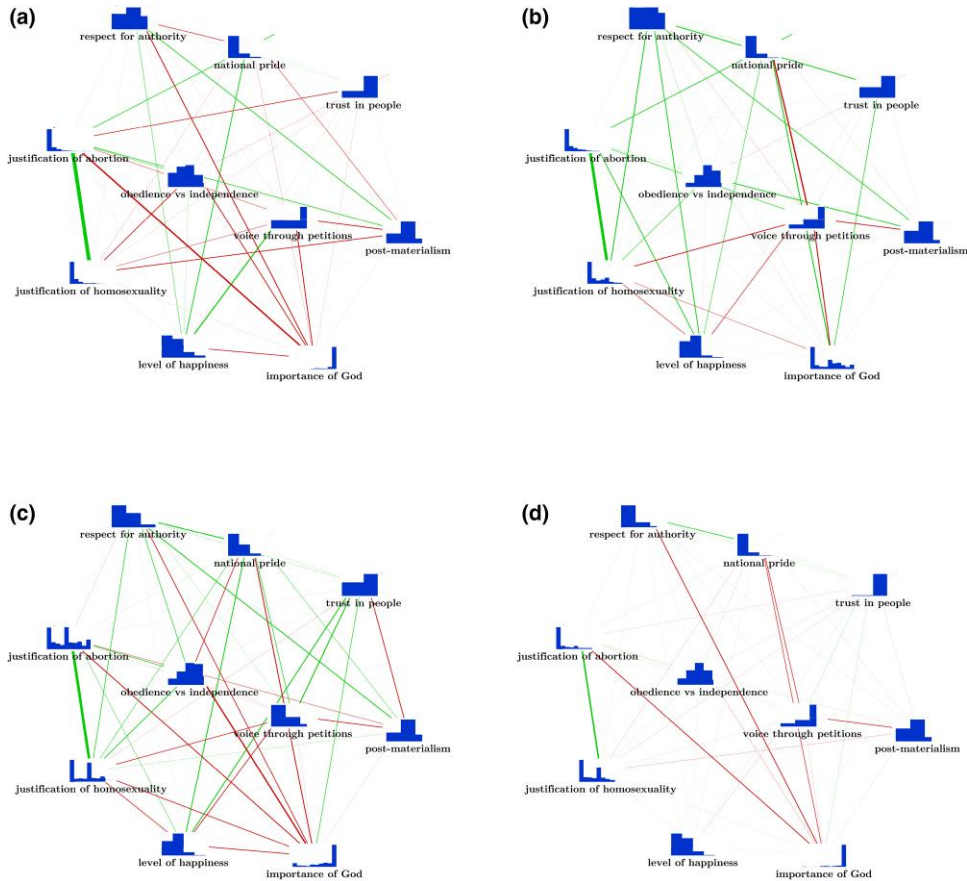 (a)
respect for authority
national pride
trust in people
justification of abortion
obedience vs independence
voice through petitions
post-materialism
justification of homosexuality
level of happiness
importance of God
(b)
respect for authority
national pride
trust in people
justification of abortion
obedience vs independence
voice through petitions
post-materialism
justification of homosexuality
level of happiness
importance of God
(c)
respect for authority
national pride
trust in people
justification of abortion
obedience vs independence
voice through petitions
post-materialism
justification of homosexuality
level of happiness
importance of God
(d)
respect for authority
national pride
trust in people
justification of abortion
obedience vs independence
voice through petitions
post-materialism
justification of homosexuality
level of happiness
importance of God